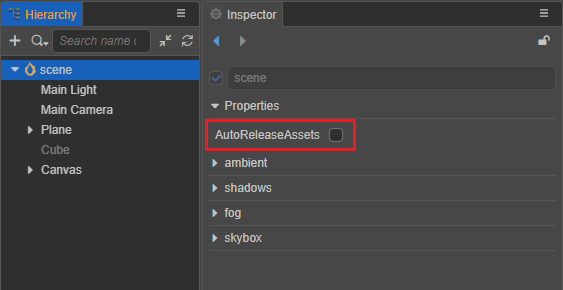 Hierarchy
Search name o
scene
Main Light
Main Camera
Plane
Cube
Canvas
Inspector
scene
Properties
AutoReleaseAssets
ambient
shadows
fog
skybox